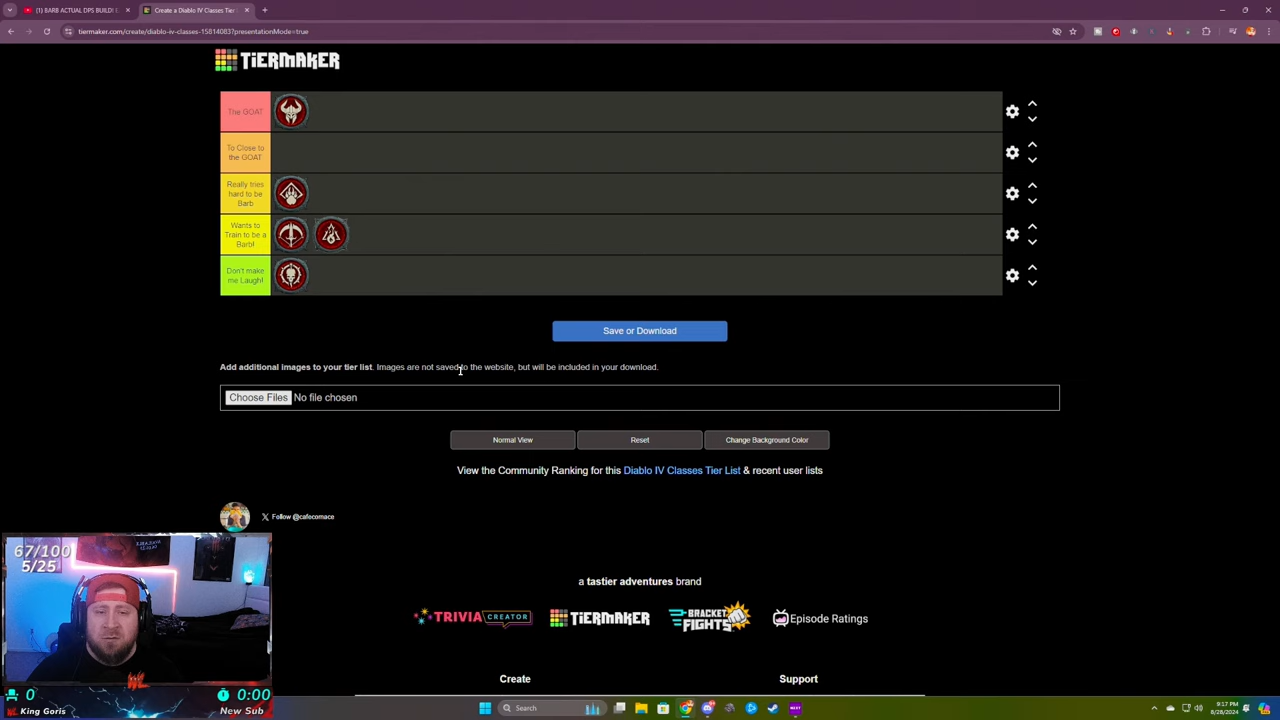 (1) BARB ACTUAL DPS BUILD!
Create a Diablo IV Classes Tier
tiermaker.com/create/diablo-iv-classes-15814083?presentationMode=true
TIERMAKER
The GOAT
To Close to
the GOAT
Really tries
hard to be
Barb
Wants to
Train to be a
Barb!
Don't make
me Laugh!
Save or Download
Add additional images to your tier list. Images are not saved to the website, but will be included in your download.
Choose Files No file chosen
Normal View
Reset
Change Background Color
View the Community Ranking for this Diablo IV Classes Tier List & recent user lists
X Follow @cafecomace
67/100
5/25
a tastier adventures brand
TRIVIA CREATOR
TIERMAKER
BRACKET
FIGHTS
Episode Ratings
Create
Support
0
0:00
King Goris
New Sub
Search
NEXT
9:17 PM
8/28/2024